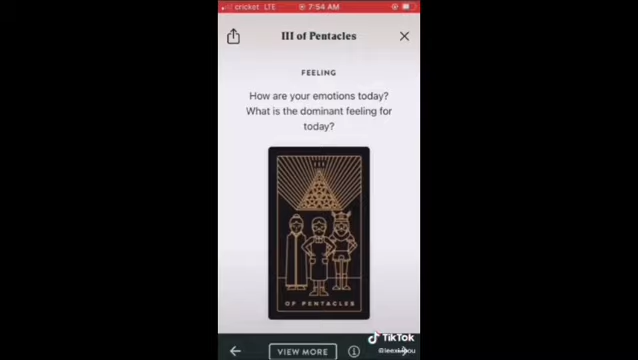 cricket LTE 7:54 AM
III of Pentacles
FEELING
How are your emotions today?
What is the dominant feeling for
today?
III
OF PENTACLES
VIEW MORE
TikTok